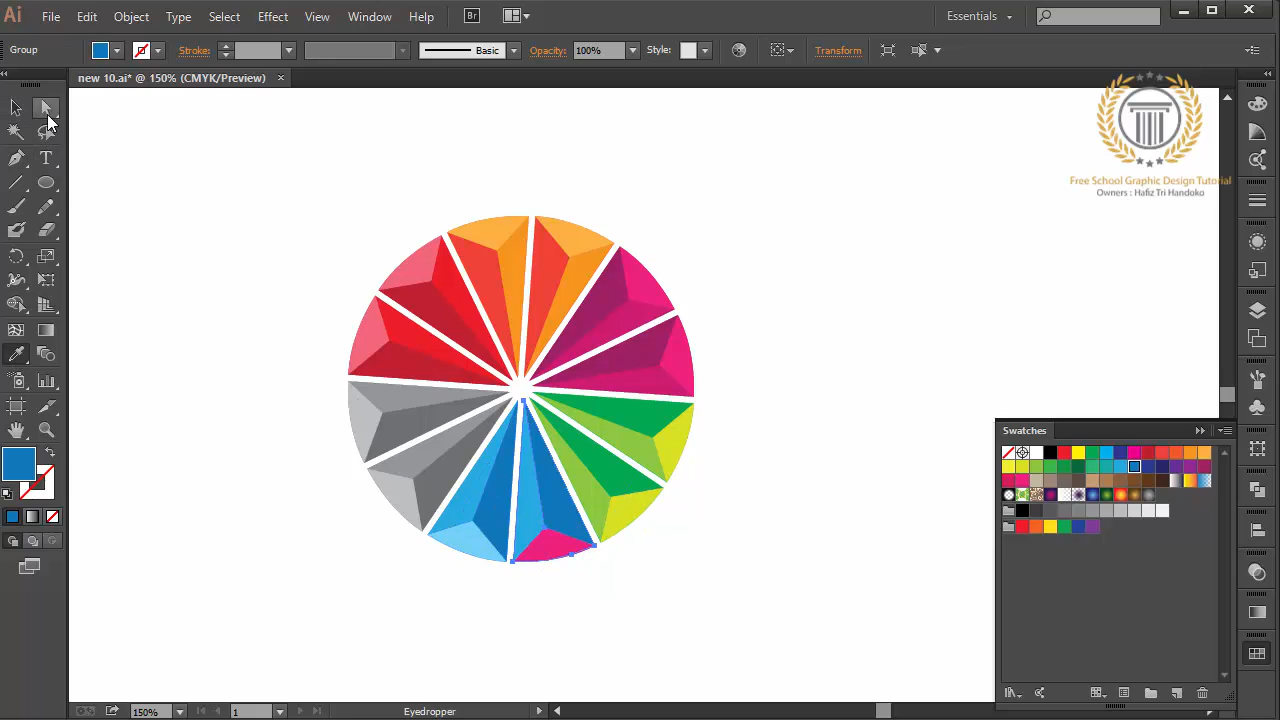 Ai File Edit Object Type Select Effect View Window Help Br Essentials
Group Stroke: Basic Opacity: 100% Style: Transform
new 10.ai* @ 150% (CMYK/Preview)
Free School Graphic Design Tutorial
Owners : Hafiz Tri Handoko
Swatches
150% 1 Eyedropper